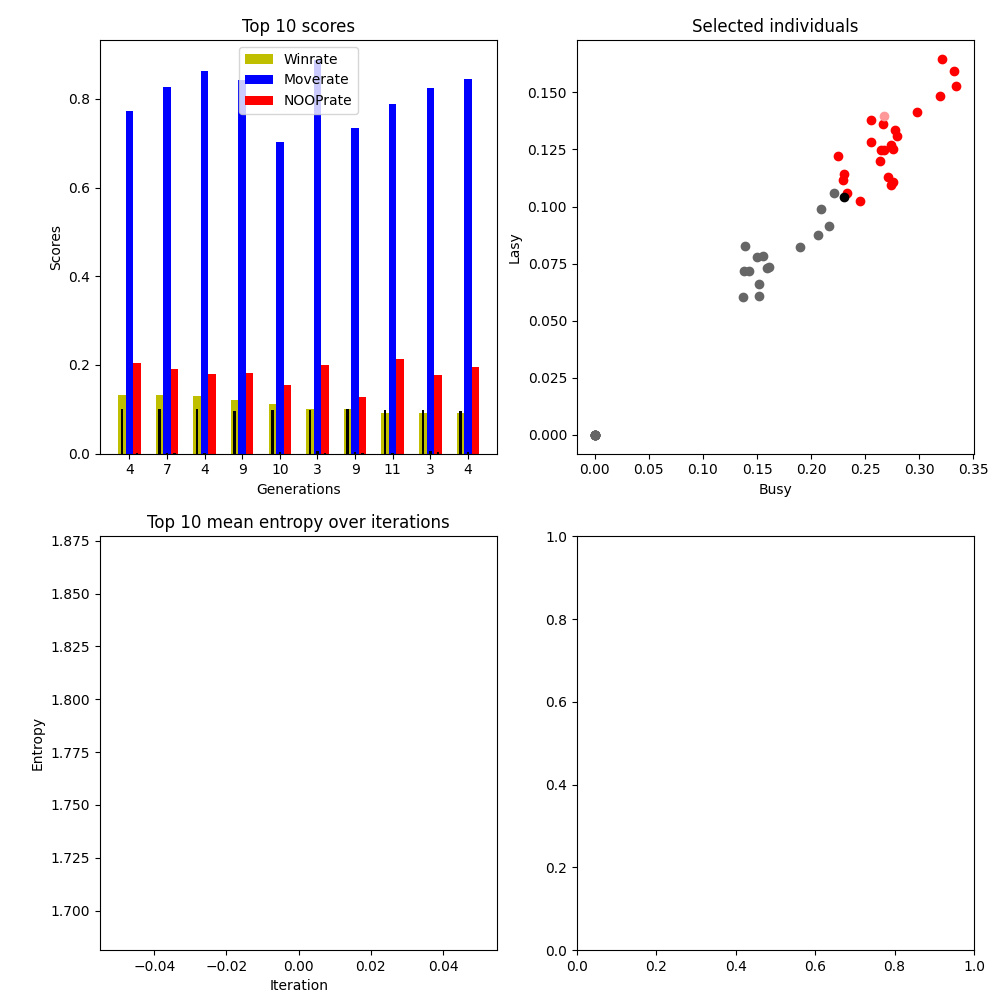 Top 10 scores
Winrate
Moverate
NOOPrate
0.8
0.6
0.4
0.2
0.0
Scores
4 7 4 9 10 3 9 11 3 4
Generations
Selected individuals
0.150
0.125
0.100
0.075
0.050
0.025
0.000
Lasy
0.00 0.05 0.10 0.15 0.20 0.25 0.30 0.35
Busy
Top 10 mean entropy over iterations
1.875
1.850
1.825
1.800
1.775
1.750
1.725
1.700
Entropy
−0.04 −0.02 0.00 0.02 0.04
Iteration
1.0
0.8
0.6
0.4
0.2
0.0
0.0 0.2 0.4 0.6 0.8 1.0